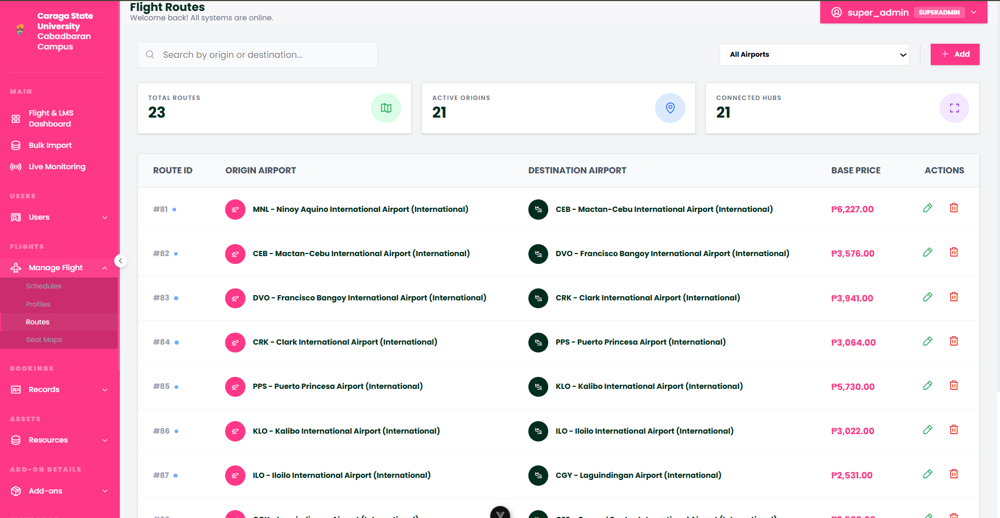 Caraga State
University
Cabadbaran
Campus
MAIN
Flight & LMS
Dashboard
Bulk Import
Live Monitoring
USERS
Users
FLIGHTS
Manage Flight
Schedules
Profiles
Routes
Seat Maps
BOOKINGS
Records
ASSETS
Resources
ADD-ON DETAILS
Add-ons
Flight Routes
Welcome back! All systems are online.
super_admin SUPERADMIN
Search by origin or destination...
All Airports
Add
TOTAL ROUTES
23
ACTIVE ORIGINS
21
CONNECTED HUBS
21
ROUTE ID ORIGIN AIRPORT DESTINATION AIRPORT BASE PRICE ACTIONS
#81 MNL - Ninoy Aquino International Airport (International) CEB - Mactan-Cebu International Airport (International) ₱6,227.00
#82 CEB - Mactan-Cebu International Airport (International) DVO - Francisco Bangoy International Airport (International) ₱3,576.00
#83 DVO - Francisco Bangoy International Airport (International) CRK - Clark International Airport (International) ₱3,941.00
#84 CRK - Clark International Airport (International) PPS - Puerto Princesa Airport (International) ₱3,064.00
#85 PPS - Puerto Princesa Airport (International) KLO - Kalibo International Airport (International) ₱5,730.00
#86 KLO - Kalibo International Airport (International) ILO - Iloilo International Airport (International) ₱3,022.00
#87 ILO - Iloilo International Airport (International) CGY - Laguindingan Airport (International) ₱2,531.00